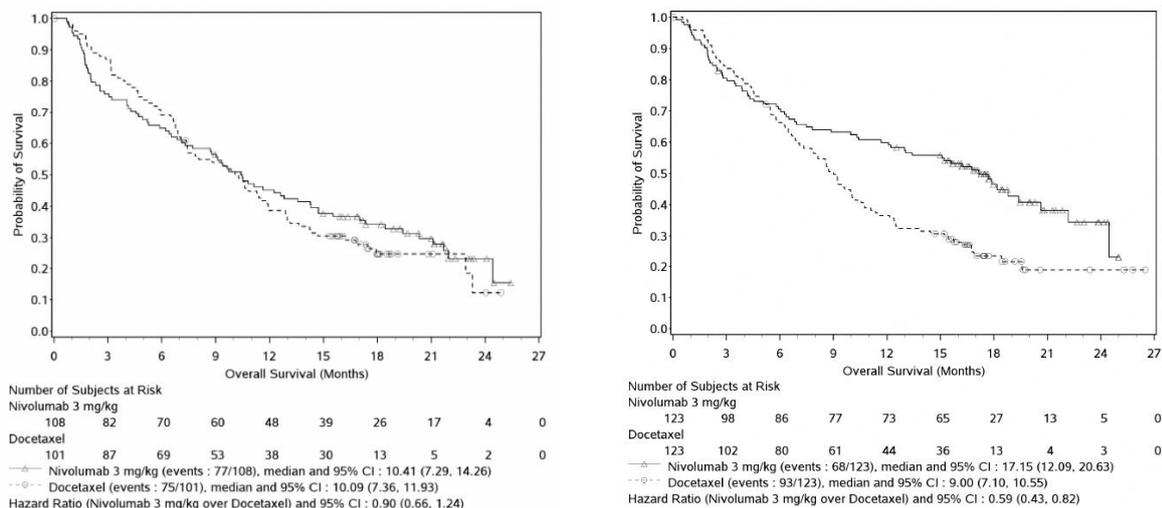 1.0
0.9
0.8
0.7
0.6
0.5
0.4
0.3
0.2
0.1
0.0
Probability of Survival
0 3 6 9 12 15 18 21 24 27
Overall Survival (Months)
Number of Subjects at Risk
Nivolumab 3 mg/kg
108 82 70 60 48 39 26 17 4 0
Docetaxel
101 87 69 53 38 30 13 5 2 0
Nivolumab 3 mg/kg (events : 77/108), median and 95% CI : 10.41 (7.29, 14.26)
Docetaxel (events : 75/101), median and 95% CI : 10.09 (7.36, 11.93)
Hazard Ratio (Nivolumab 3 mg/kg over Docetaxel) and 95% CI : 0.90 (0.66, 1.24)
1.0
0.9
0.8
0.7
0.6
0.5
0.4
0.3
0.2
0.1
0.0
Probability of Survival
0 3 6 9 12 15 18 21 24 27
Overall Survival (Months)
Number of Subjects at Risk
Nivolumab 3 mg/kg
123 98 86 77 73 65 27 13 5 0
Docetaxel
123 102 80 61 44 36 13 4 3 0
Nivolumab 3 mg/kg (events : 68/123), median and 95% CI : 17.15 (12.09, 20.63)
Docetaxel (events : 93/123), median and 95% CI : 9.00 (7.10, 10.55)
Hazard Ratio (Nivolumab 3 mg/kg over Docetaxel) and 95% CI : 0.59 (0.43, 0.82)